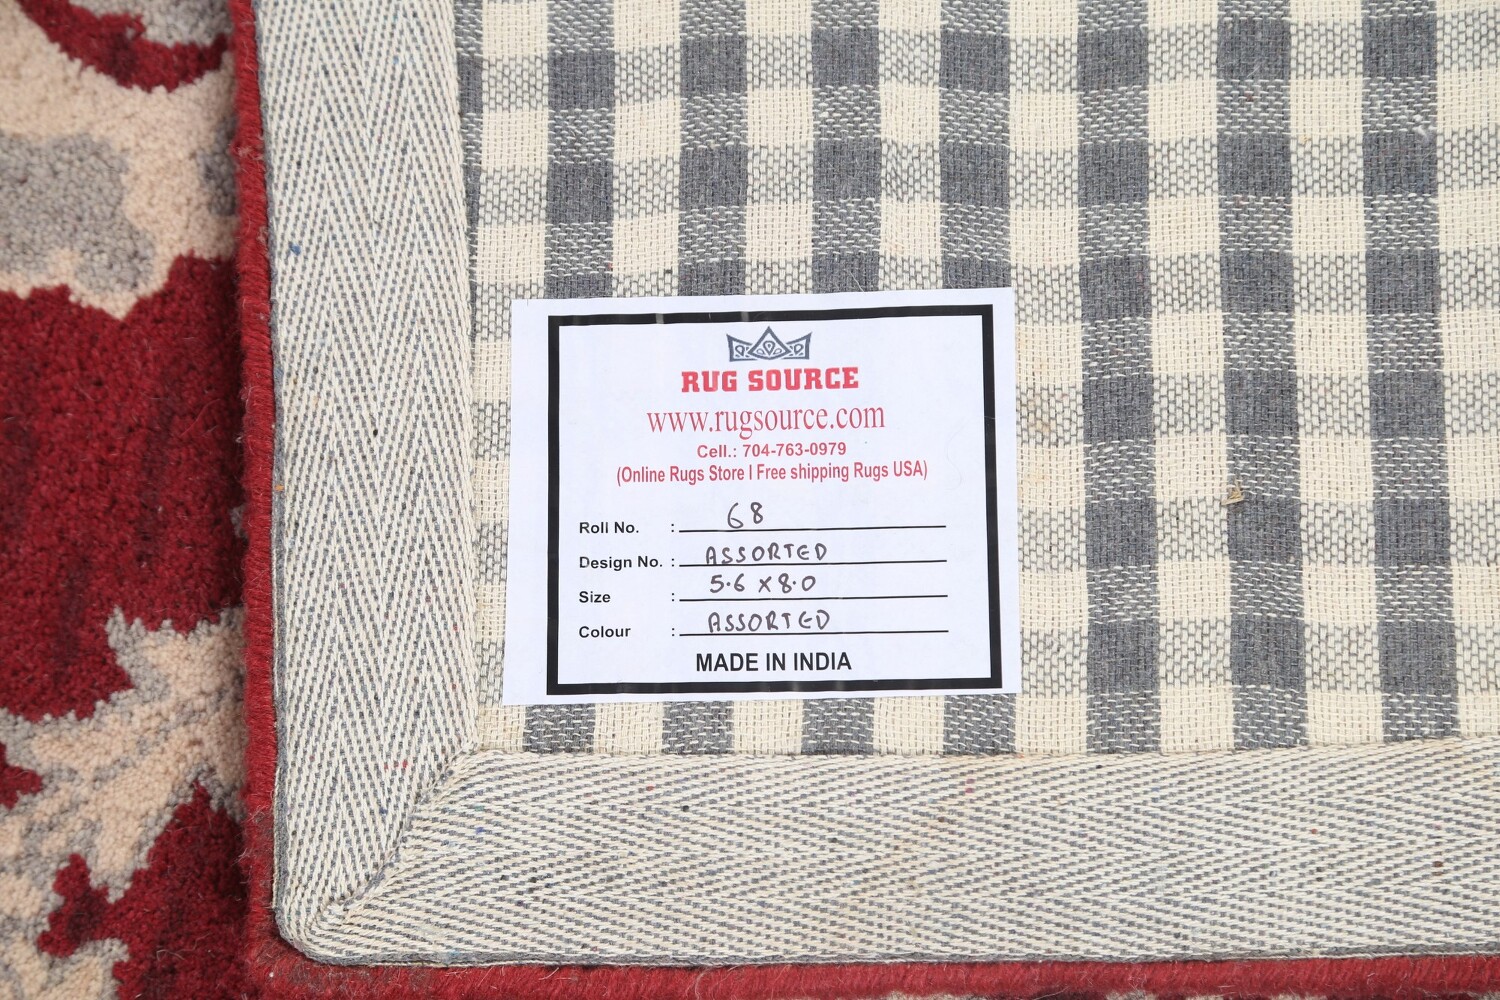 RUG SOURCE
www.rugsource.com
Cell.: 704-763-0979
(Online Rugs Store I Free shipping Rugs USA)
Roll No. : 68
Design No. : ASSORTED
Size : 5.6 x 8.0
Colour : ASSORTED
MADE IN INDIA